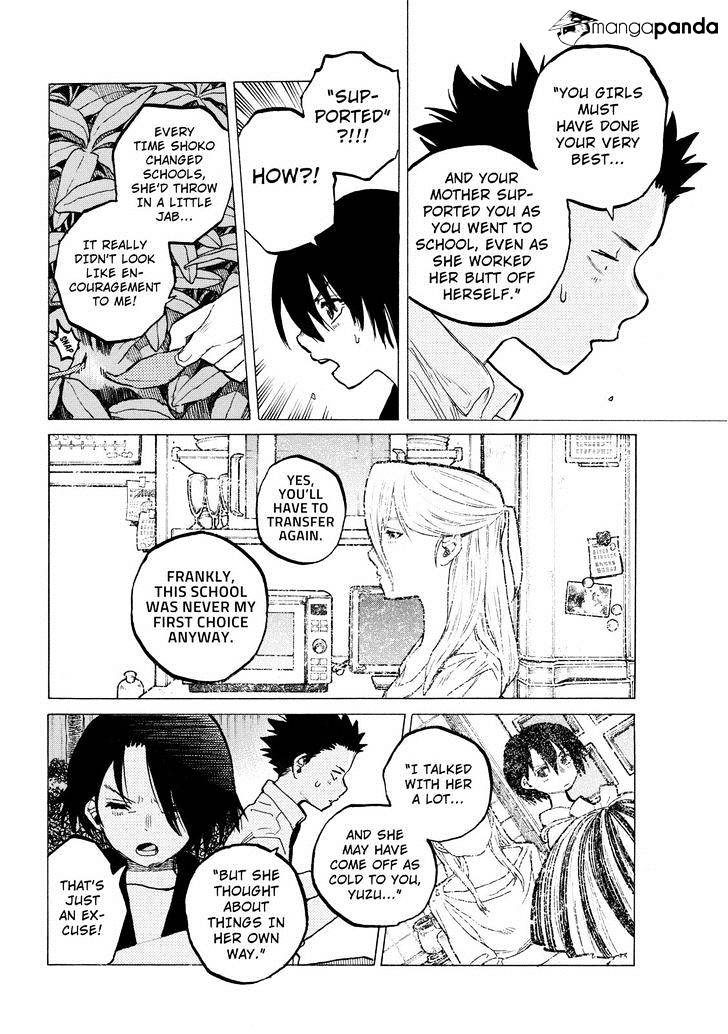 mangapanda
"YOU GIRLS
MUST
HAVE DONE
YOUR VERY
BEST...
AND YOUR
MOTHER SUP-
PORTED YOU AS
YOU WENT TO
SCHOOL, EVEN AS
SHE WORKED
HER BUTT OFF
HERSELF."
"SUP-
PORTED"
?!!!
HOW?!
EVERY
TIME SHOKO
CHANGED
SCHOOLS,
SHE'D THROW
IN A LITTLE
JAB...
IT REALLY
DIDN'T LOOK
LIKE EN-
COURAGEMENT
TO ME!
SNAP
YES,
YOU'LL
HAVE TO
TRANSFER
AGAIN.
FRANKLY,
THIS SCHOOL
WAS NEVER MY
FIRST CHOICE
ANYWAY.
"I TALKED
WITH HER
A LOT...
AND SHE
MAY HAVE
COME OFF AS
COLD TO YOU,
YUZU..."
"BUT SHE
THOUGHT
ABOUT
THINGS IN
HER OWN
WAY."
THAT'S
JUST
AN EX-
CUSE!